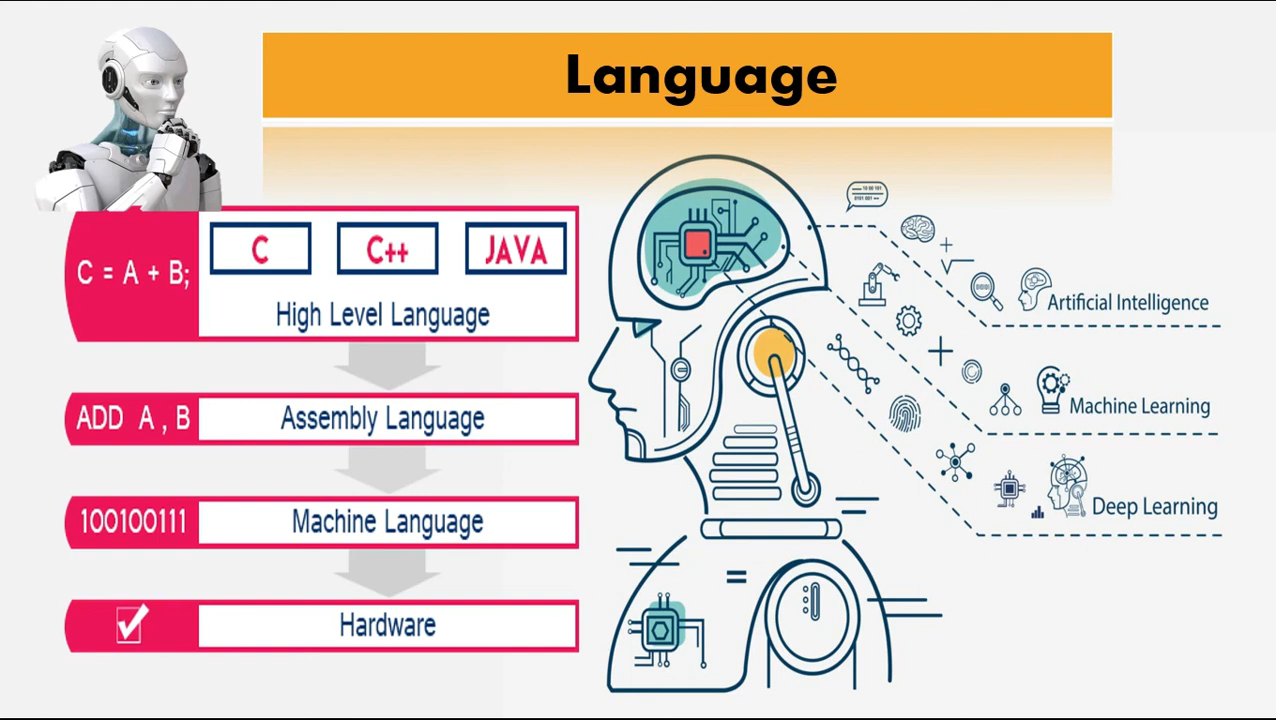 Language
C = A + B;
C
C++
JAVA
High Level Language
ADD A , B
Assembly Language
100100111
Machine Language
Hardware
Artificial Intelligence
Machine Learning
Deep Learning